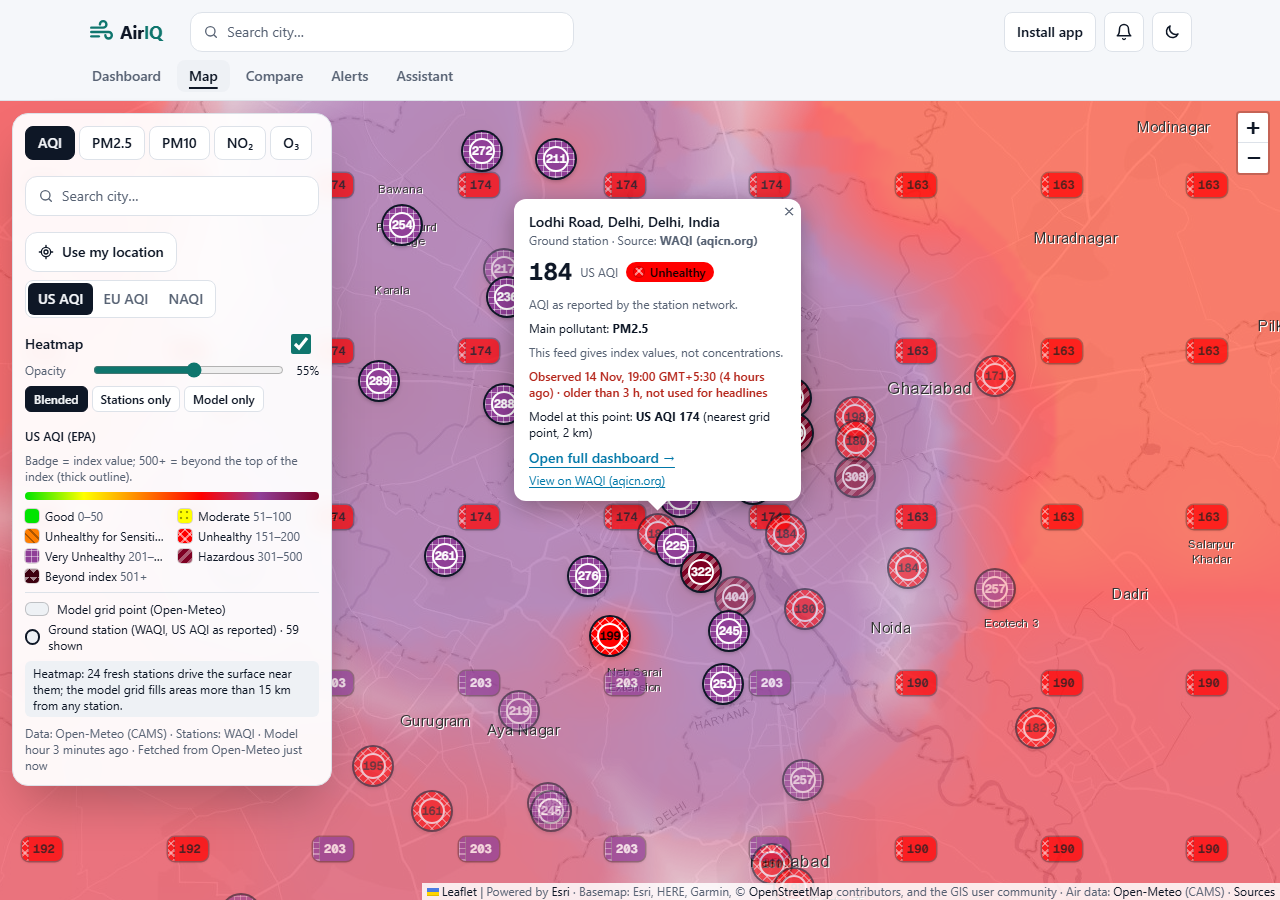 AirIQ
Search city...
Install app
Dashboard Map Compare Alerts Assistant
AQI PM2.5 PM10 NO₂ O₃
Search city...
Use my location
US AQI EU AQI NAQI
Heatmap
Opacity 55%
Blended Stations only Model only
US AQI (EPA)
Badge = index value; 500+ = beyond the top of the
index (thick outline).
Good 0–50 Moderate 51–100
Unhealthy for Sensiti... Unhealthy 151–200
Very Unhealthy 201–... Hazardous 301–500
Beyond index 501+
Model grid point (Open-Meteo)
Ground station (WAQI, US AQI as reported) · 59
shown
Heatmap: 24 fresh stations drive the surface near
them; the model grid fills areas more than 15 km
from any station.
Data: Open-Meteo (CAMS) · Stations: WAQI · Model
hour 3 minutes ago · Fetched from Open-Meteo just
now
Lodhi Road, Delhi, Delhi, India
Ground station · Source: WAQI (aqicn.org)
184 US AQI Unhealthy
AQI as reported by the station network.
Main pollutant: PM2.5
This feed gives index values, not concentrations.
Observed 14 Nov, 19:00 GMT+5:30 (4 hours
ago) · older than 3 h, not used for headlines
Model at this point: US AQI 174 (nearest grid
point, 2 km)
Open full dashboard →
View on WAQI (aqicn.org)
+
−
Modinagar
272 211
174 174 174 163 163 163
Bawana
254
Muradnagar
217
Karala
236
174 163 163 163
289 171
Ghaziabad
288 198
180
308
174 174 174 163 163 163
184
225
261 Salarpur
Khadar
322 184
276 257
Dadri
404 180
Ecotech 3
199 245 Noida
Neb Sarai
203 203 251 203 190 190 190
219
Gurugram Aya Nagar HARYANA
182
195
257
161 245
DELHI
192 192 203 203 203 190 190 190
Leaflet | Powered by Esri · Basemap: Esri, HERE, Garmin, © OpenStreetMap contributors, and the GIS user community · Air data: Open-Meteo (CAMS) · Sources